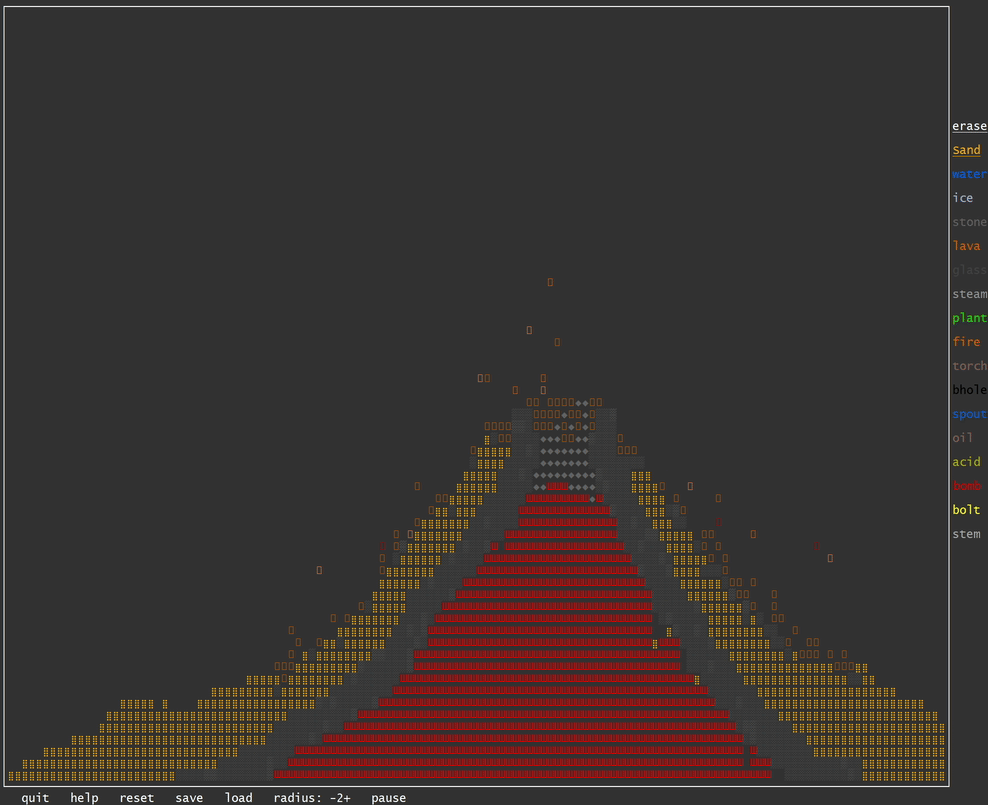 erase
Sand
water
ice
stone
lava
glass
steam
plant
fire
torch
bhole
spout
oil
acid
bomb
bolt
stem
quit help reset save load radius: -2+ pause